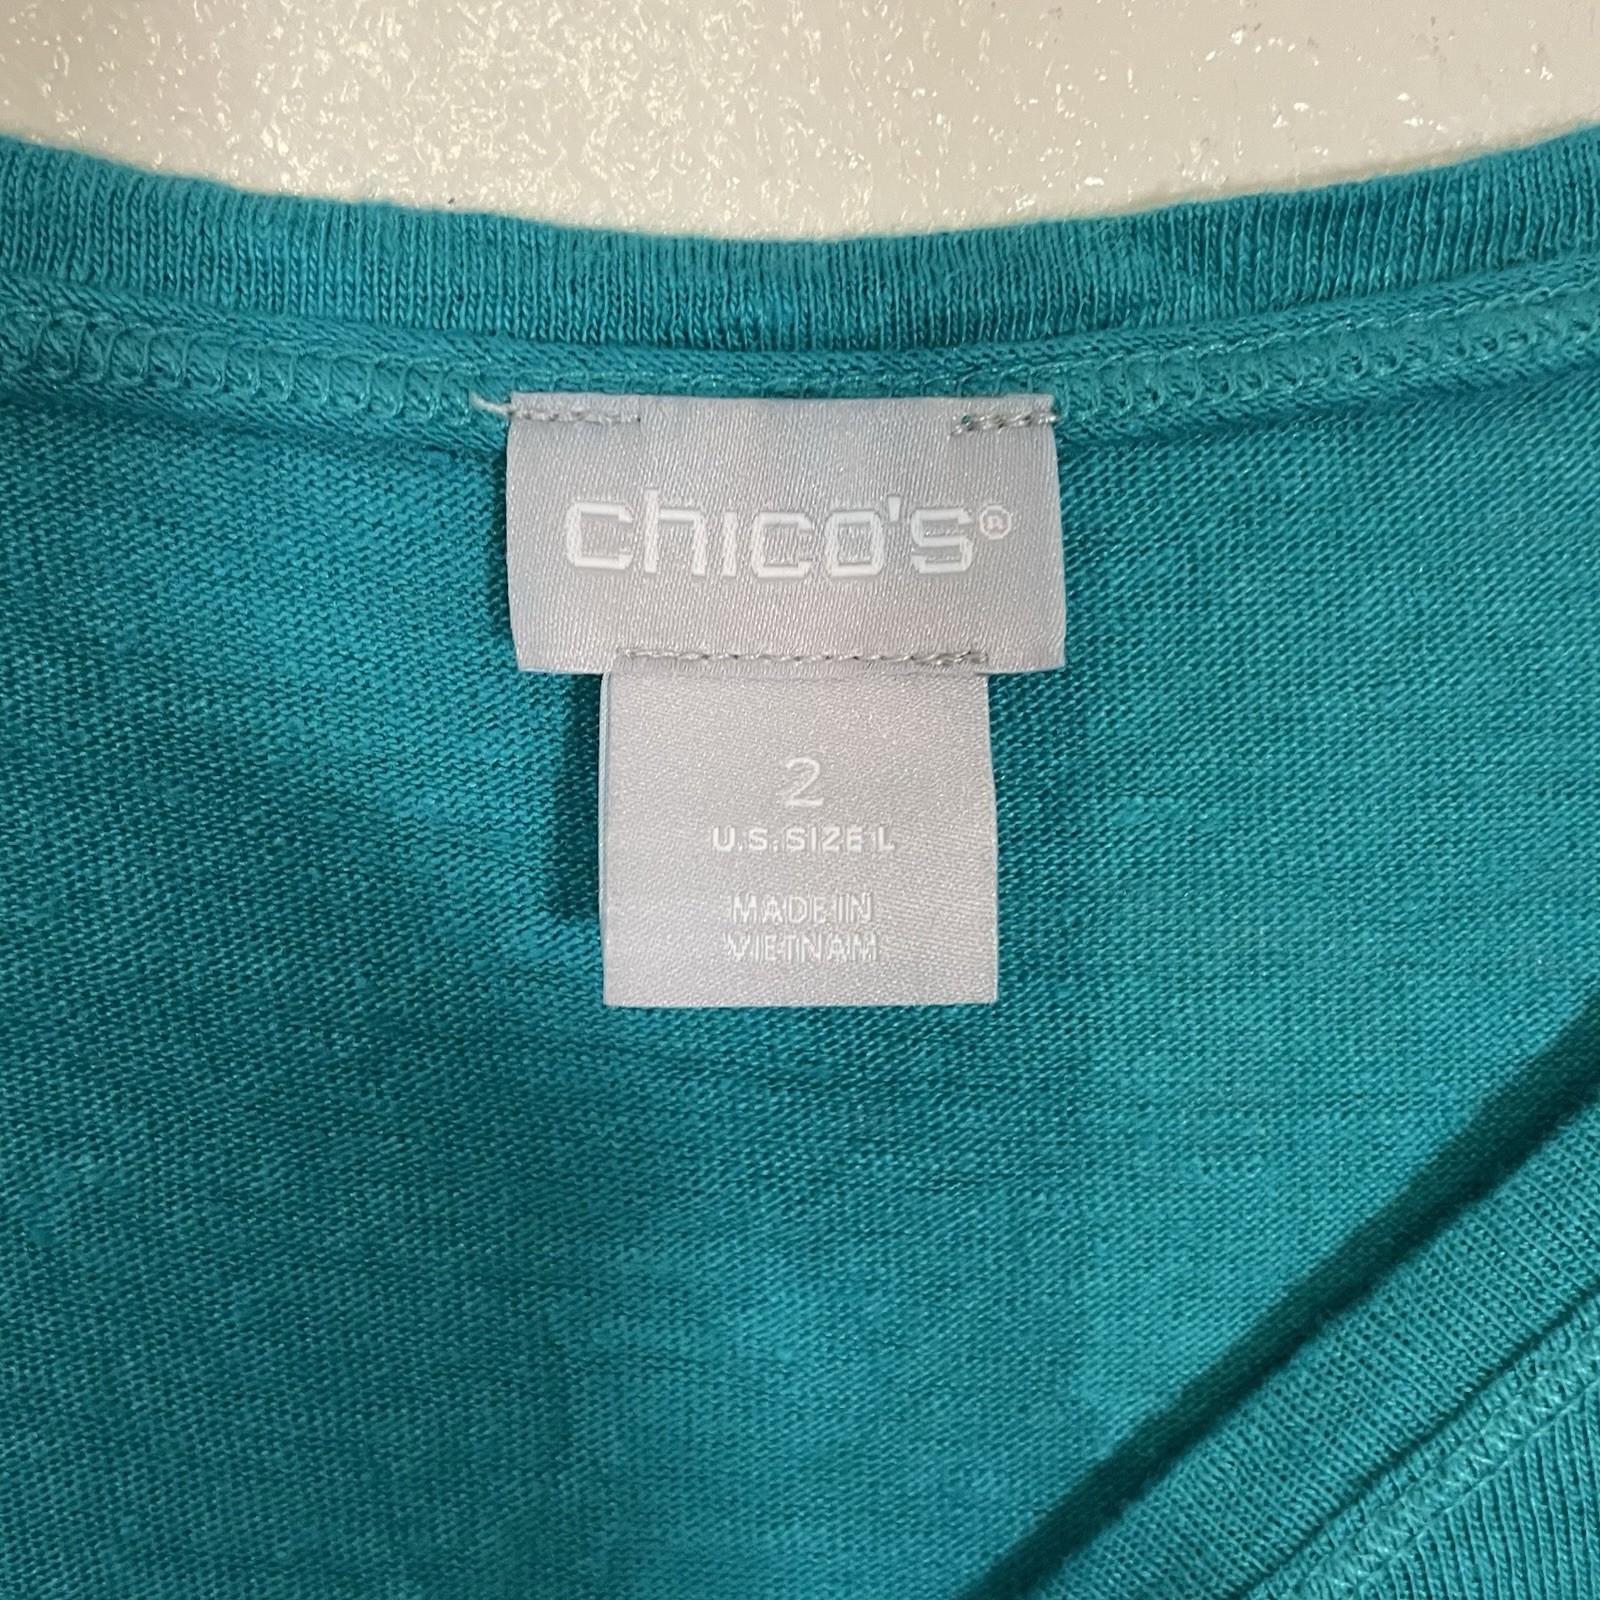 chico's®
2
U.S. SIZE L
MADE IN
VIETNAM